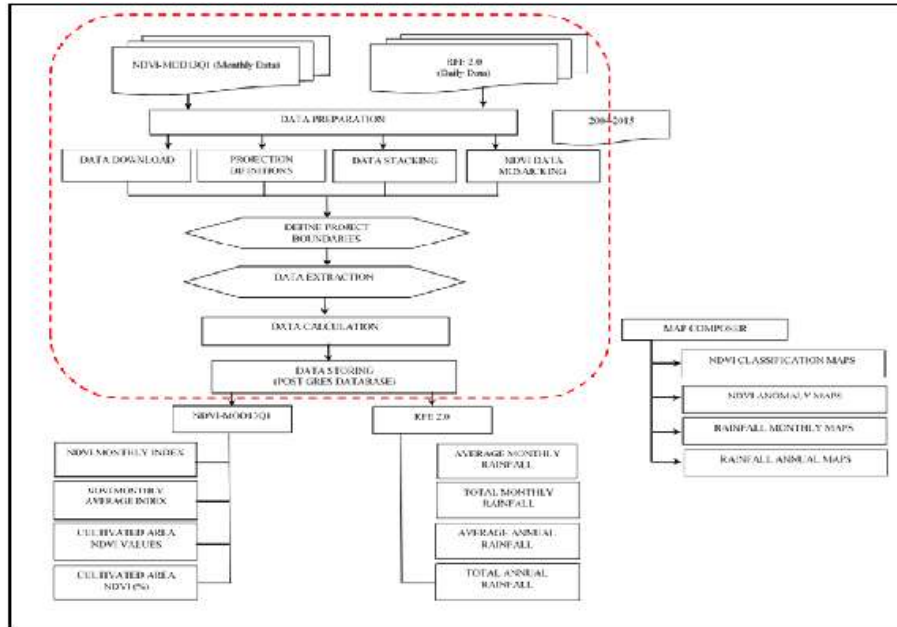 NDVI-MOD13Q1 (Monthly Data)
RFE 2.0
(Daily Data)
DATA PREPARATION
2004-2015
DATA DOWNLOAD
PROJECTION
DEFINITIONS
DATA STACKING
NDVI DATA
MOSAICKING
DEFINE PROJECT
BOUNDARIES
DATA EXTRACTION
DATA CALCULATION
DATA STORING
(POST GRES DATABASE)
MAP COMPOSER
NDVI CLASSIFICATION MAPS
NDVI ANOMALY MAPS
RAINFALL MONTHLY MAPS
RAINFALL ANNUAL MAPS
NDVI-MOD13Q1
RFE 2.0
NDVI MONTHLY INDEX
NDVI MONTHLY
AVERAGE INDEX
CULTIVATED AREA
NDVI VALUES
CULTIVATED AREA
NDVI (%)
AVERAGE MONTHLY
RAINFALL
TOTAL MONTHLY
RAINFALL
AVERAGE ANNUAL
RAINFALL
TOTAL ANNUAL
RAINFALL